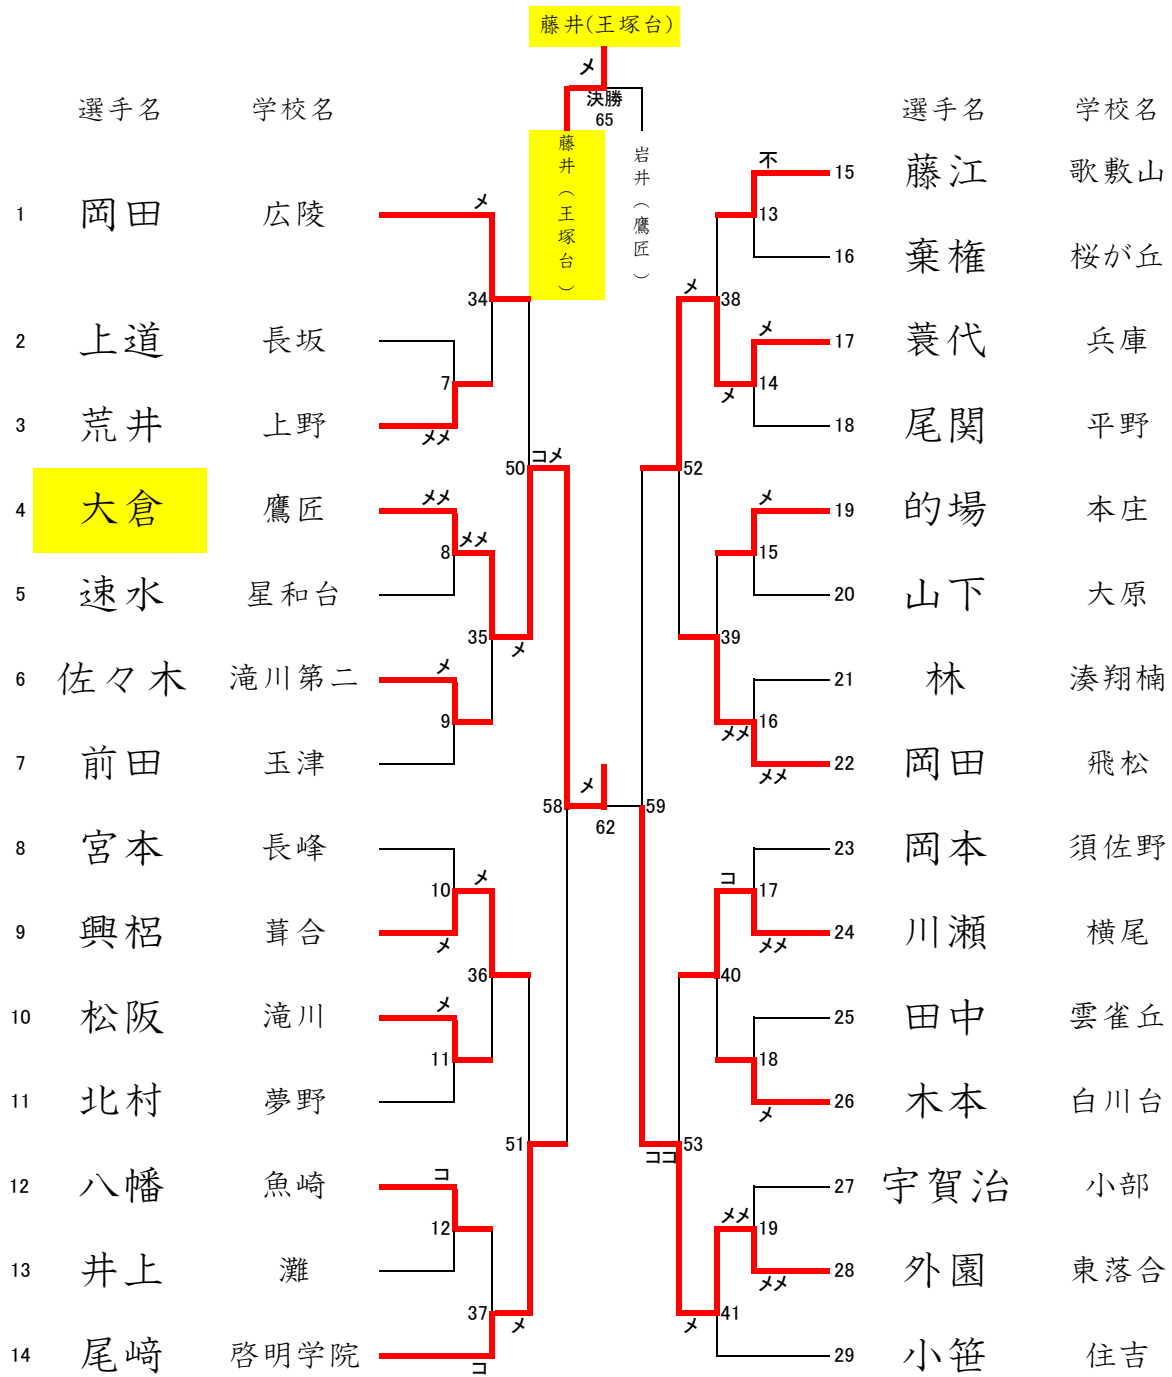 藤井(王塚台)
メ
決勝
65
藤井（王塚台）
岩井（鷹匠）
選手名 学校名
1 岡田 広陵
メ
34
2 上道 長坂
7
3 荒井 上野
メメ
50
コメ
4 大倉 鷹匠
メメ
8
メメ
5 速水 星和台
35
メ
6 佐々木 滝川第二
メ
9
7 前田 玉津
58
メ
62
8 宮本 長峰
10
メ
9 興梠 葺合
メ
36
10 松阪 滝川
メ
11
11 北村 夢野
51
12 八幡 魚崎
コ
12
13 井上 灘
37
メ
14 尾﨑 啓明学院
コ
選手名 学校名
不
15 藤江 歌敷山
13
16 棄権 桜が丘
メ
38
メ
17 蓑代 兵庫
14
メ
18 尾関 平野
52
メ
19 的場 本庄
15
20 山下 大原
39
21 林 湊翔楠
16
メメ
22 岡田 飛松
メメ
59
23 岡本 須佐野
コ
17
24 川瀬 横尾
メメ
40
25 田中 雲雀丘
18
26 木本 白川台
メ
53
ココ
27 宇賀治 小部
メメ
19
28 外園 東落合
メメ
41
メ
29 小笹 住吉